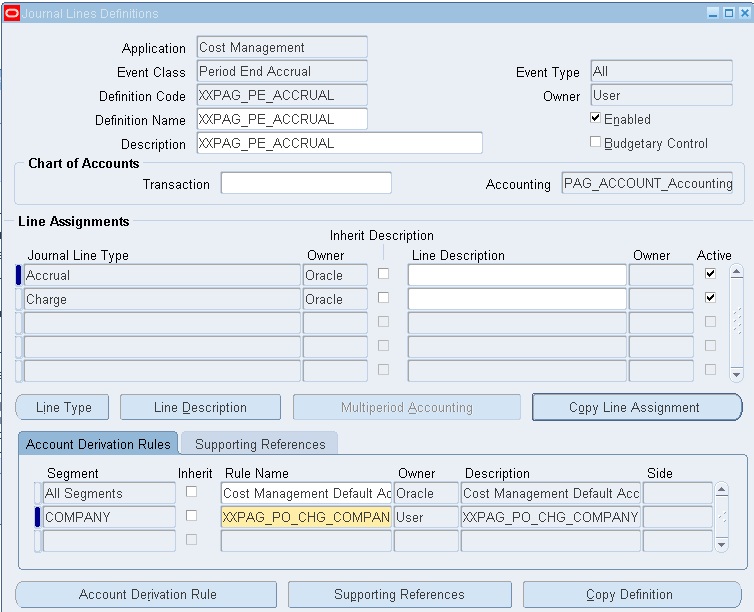 Journal Lines Definitions
Application Cost Management
Event Class Period End Accrual Event Type All
Definition Code XXPAG_PE_ACCRUAL Owner User
Definition Name XXPAG_PE_ACCRUAL Enabled
Description XXPAG_PE_ACCRUAL Budgetary Control
Chart of Accounts
Transaction Accounting PAG_ACCOUNT_Accounting
Line Assignments
Inherit Description
Journal Line Type Owner Line Description Owner Active
Accrual Oracle
Charge Oracle
Line Type Line Description Multiperiod Accounting Copy Line Assignment
Account Derivation Rules Supporting References
Segment Inherit Rule Name Owner Description Side
All Segments Cost Management Default Acc Oracle Cost Management Default Acc
COMPANY XXPAG_PO_CHG_COMPAN User XXPAG_PO_CHG_COMPANY
Account Derivation Rule Supporting References Copy Definition